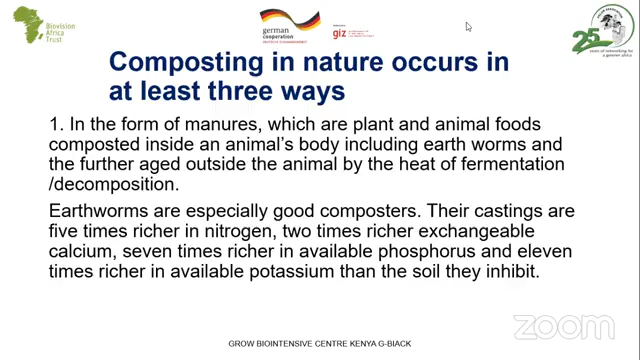 Biovision
Africa
Trust
german
cooperation
DEUTSCHE ZUSAMMENARBEIT
giz
25
years of networking for
a greener africa
Composting in nature occurs in
at least three ways
1. In the form of manures, which are plant and animal foods
composted inside an animal's body including earth worms and
the further aged outside the animal by the heat of fermentation
/decomposition.
Earthworms are especially good composters. Their castings are
five times richer in nitrogen, two times richer exchangeable
calcium, seven times richer in available phosphorus and eleven
times richer in available potassium than the soil they inhibit.
zoom
GROW BIOINTENSIVE CENTRE KENYA G-BIACK